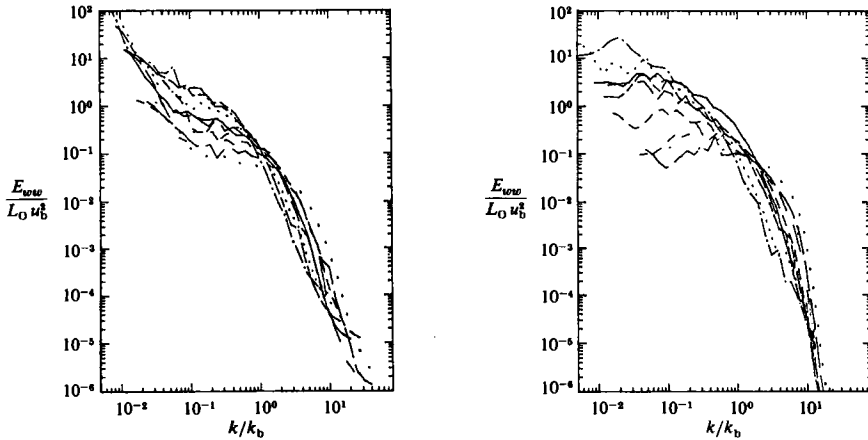 10² 10² 
10¹ 10¹
10⁰ 10⁰
10⁻¹ 10⁻¹
E_ww / L_O u_b² 10⁻² E_ww / L_O u_b² 10⁻²
10⁻³ 10⁻³
10⁻⁴ 10⁻⁴
10⁻⁵ 10⁻⁵
10⁻⁶ 10⁻⁶
10⁻² 10⁻¹ 10⁰ 10¹ 10⁻² 10⁻¹ 10⁰ 10¹
k/k_b k/k_b